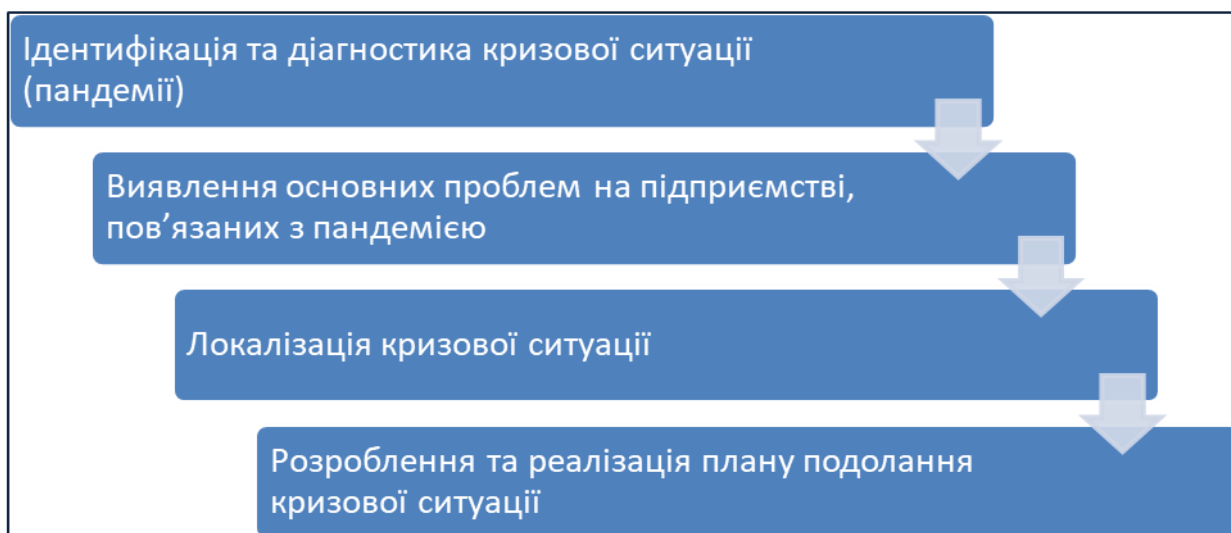 Ідентифікація та діагностика кризової ситуації
(пандемії)
Виявлення основних проблем на підприємстві,
пов’язаних з пандемією
Локалізація кризової ситуації
Розроблення та реалізація плану подолання
кризової ситуації